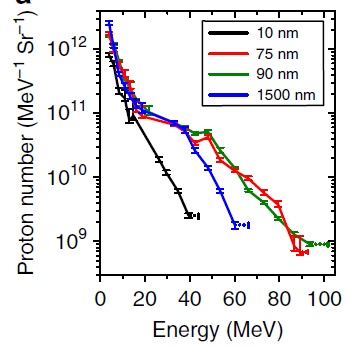 10 nm
75 nm
90 nm
1500 nm
Proton number (MeV⁻¹ Sr⁻¹)
10¹²
10¹¹
10¹⁰
10⁹
0 20 40 60 80 100
Energy (MeV)